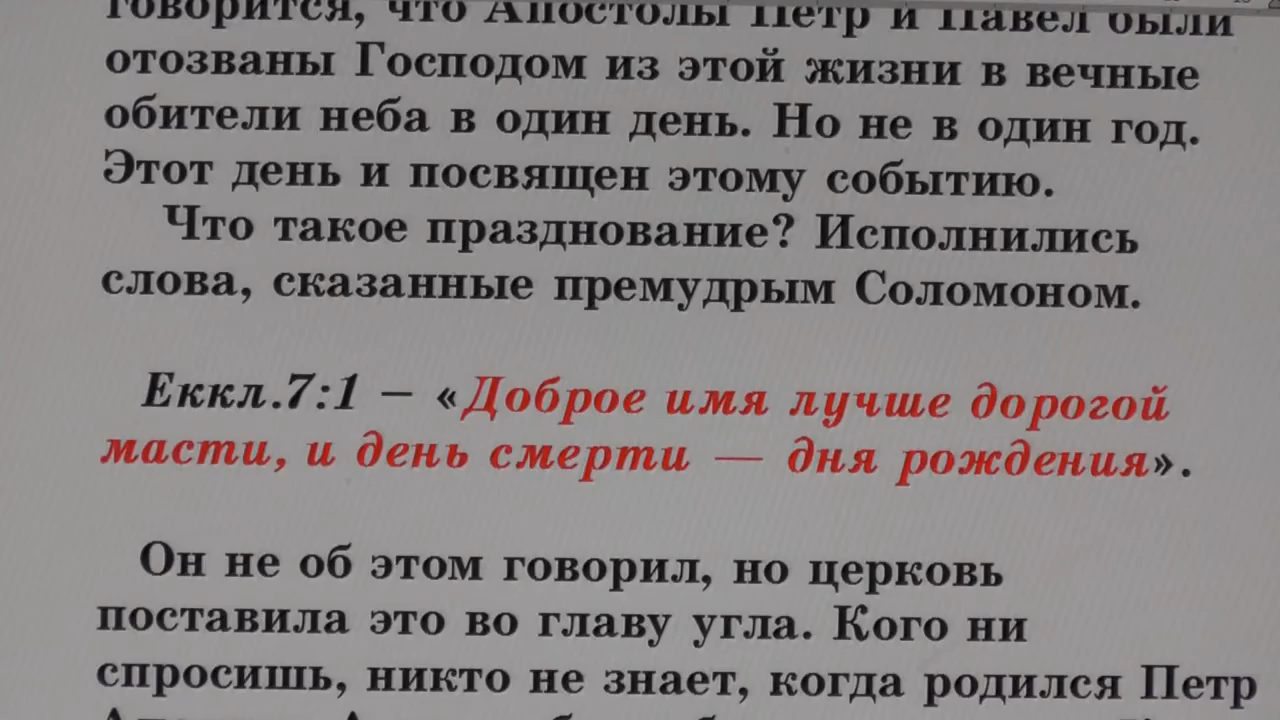 говорится, что Апостолы Петр и Павел были
отозваны Господом из этой жизни в вечные
обители неба в один день. Но не в один год.
Этот день и посвящен этому событию.
Что такое празднование? Исполнились
слова, сказанные премудрым Соломоном.
Еккл.7:1 – «Доброе имя лучше дорогой
масти, и день смерти — дня рождения».
Он не об этом говорил, но церковь
поставила это во главу угла. Кого ни
спросишь, никто не знает, когда родился Петр